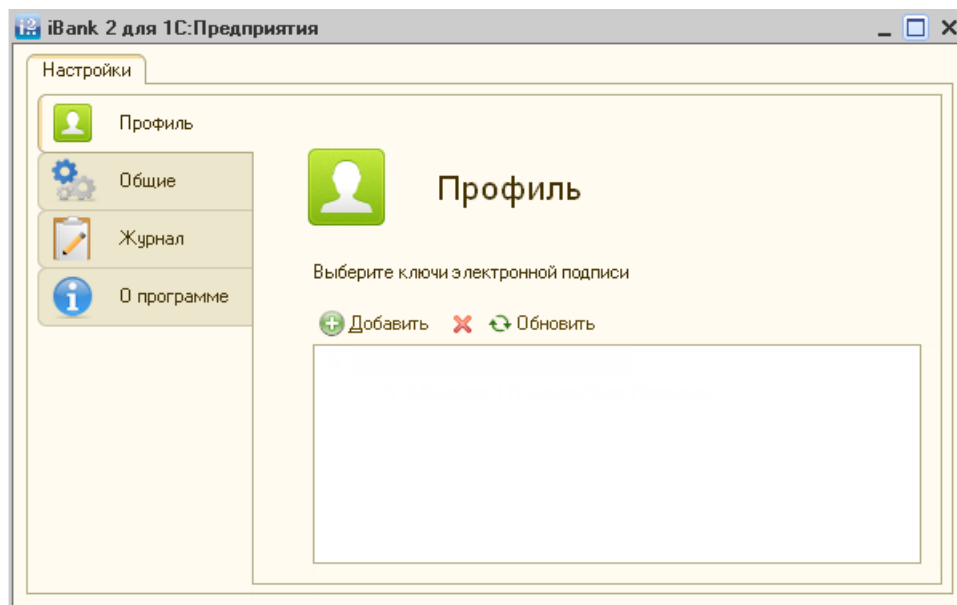 iBank 2 для 1С:Предприятия
Настройки
Профиль
Общие
Журнал
О программе
Профиль
Выберите ключи электронной подписи
Добавить Обновить